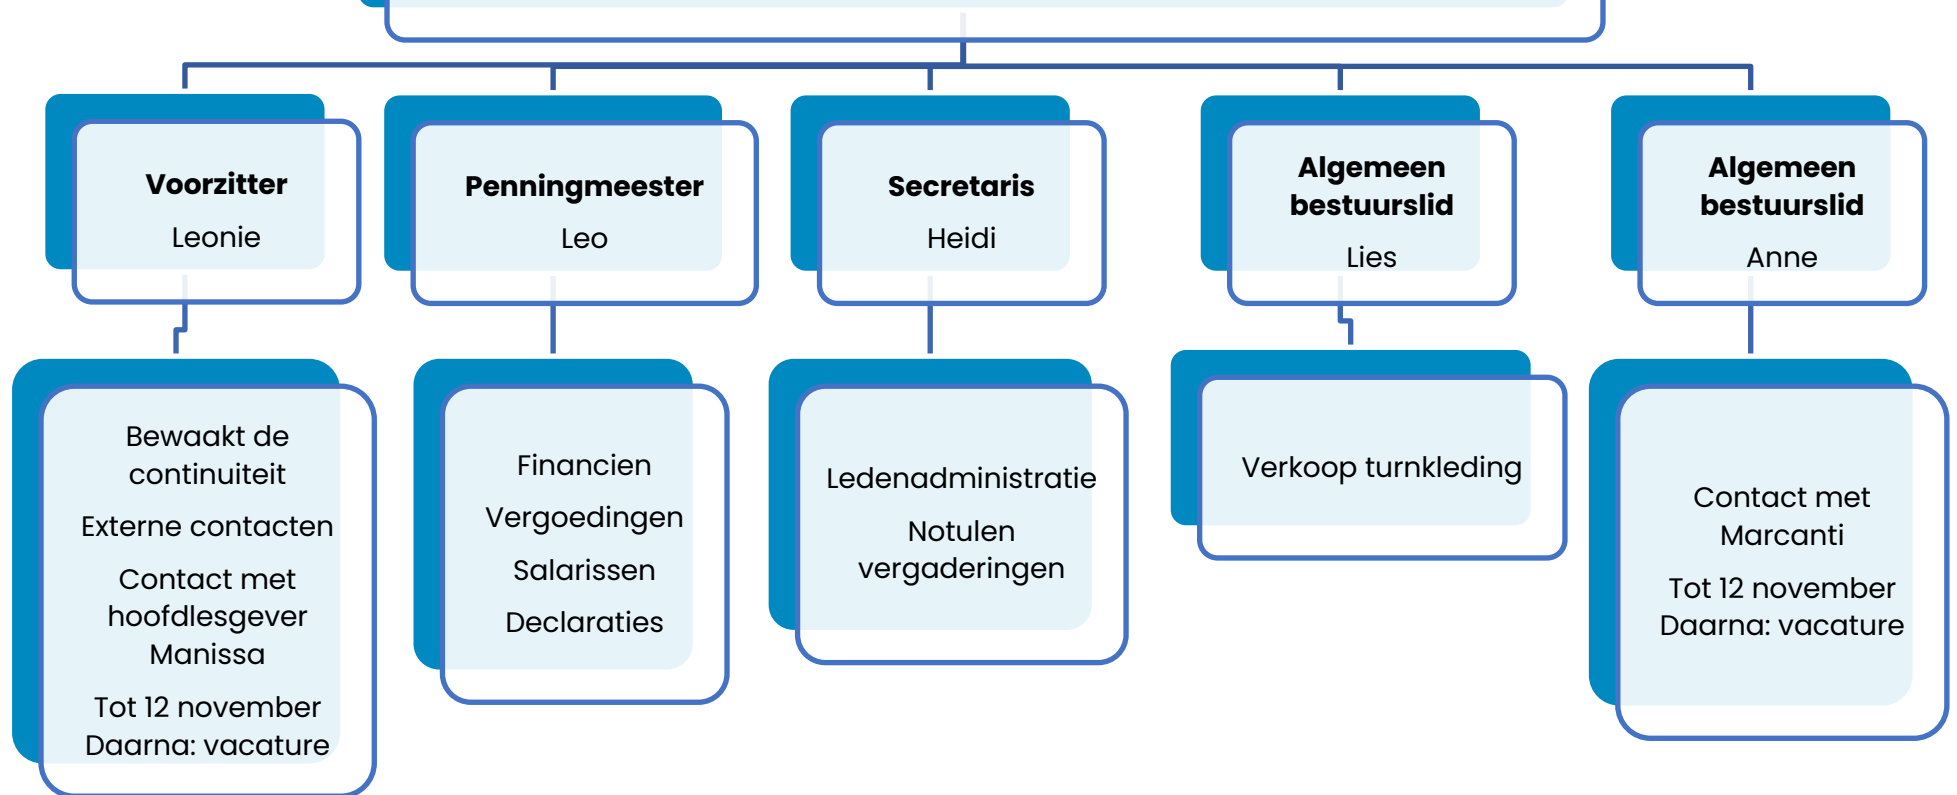 Voorzitter
Leonie
Penningmeester
Leo
Secretaris
Heidi
Algemeen
bestuurslid
Lies
Algemeen
bestuurslid
Anne
Bewaakt de
continuiteit
Externe contacten
Contact met
hoofdlesgever
Manissa
Tot 12 november
Daarna: vacature
Financien
Vergoedingen
Salarissen
Declaraties
Ledenadministratie
Notulen
vergaderingen
Verkoop turnkleding
Contact met
Marcanti
Tot 12 november
Daarna: vacature